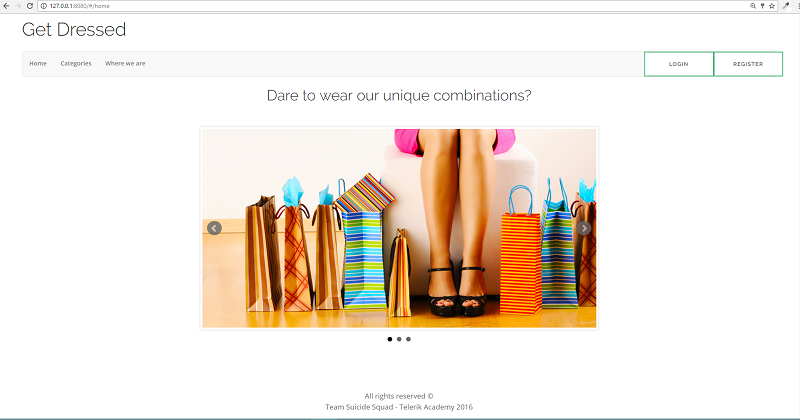 127.0.0.1:8080/#/home
Get Dressed
Home Categories Where we are LOGIN REGISTER
Dare to wear our unique combinations?
All rights reserved ©
Team Suicide Squad - Telerik Academy 2016